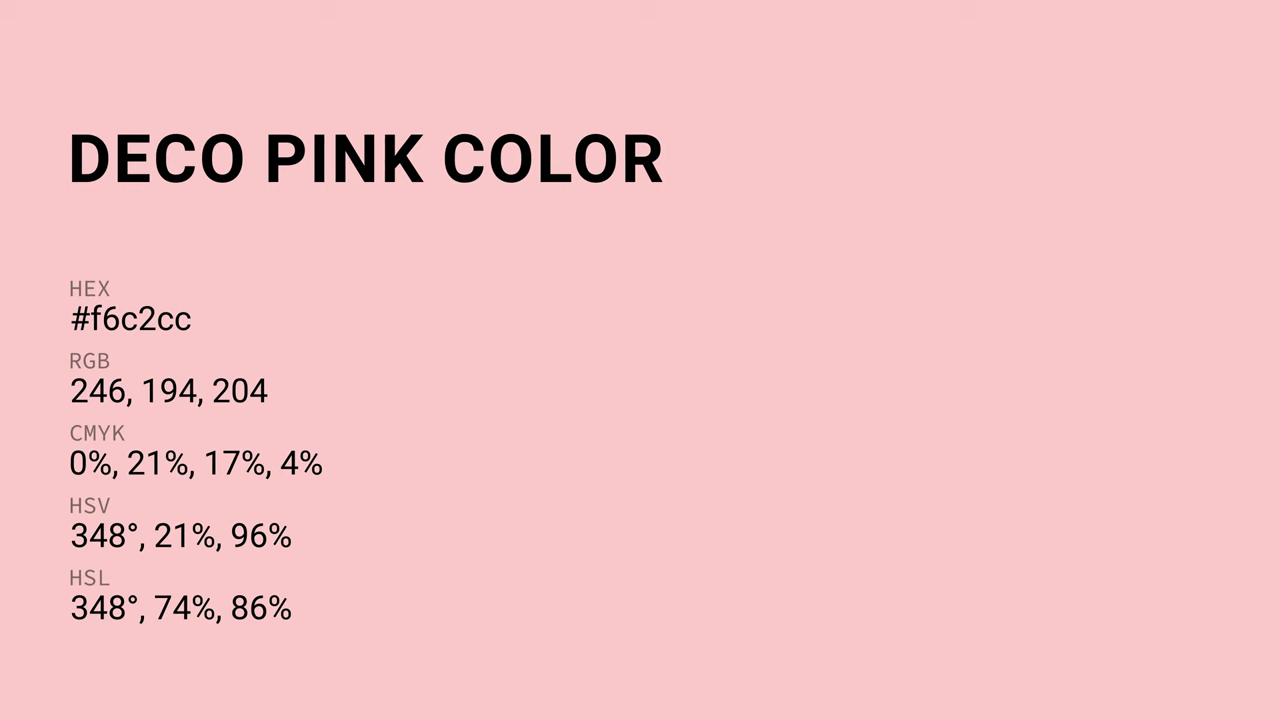 DECO PINK COLOR
HEX
#f6c2cc
RGB
246, 194, 204
CMYK
0%, 21%, 17%, 4%
HSV
348°, 21%, 96%
HSL
348°, 74%, 86%